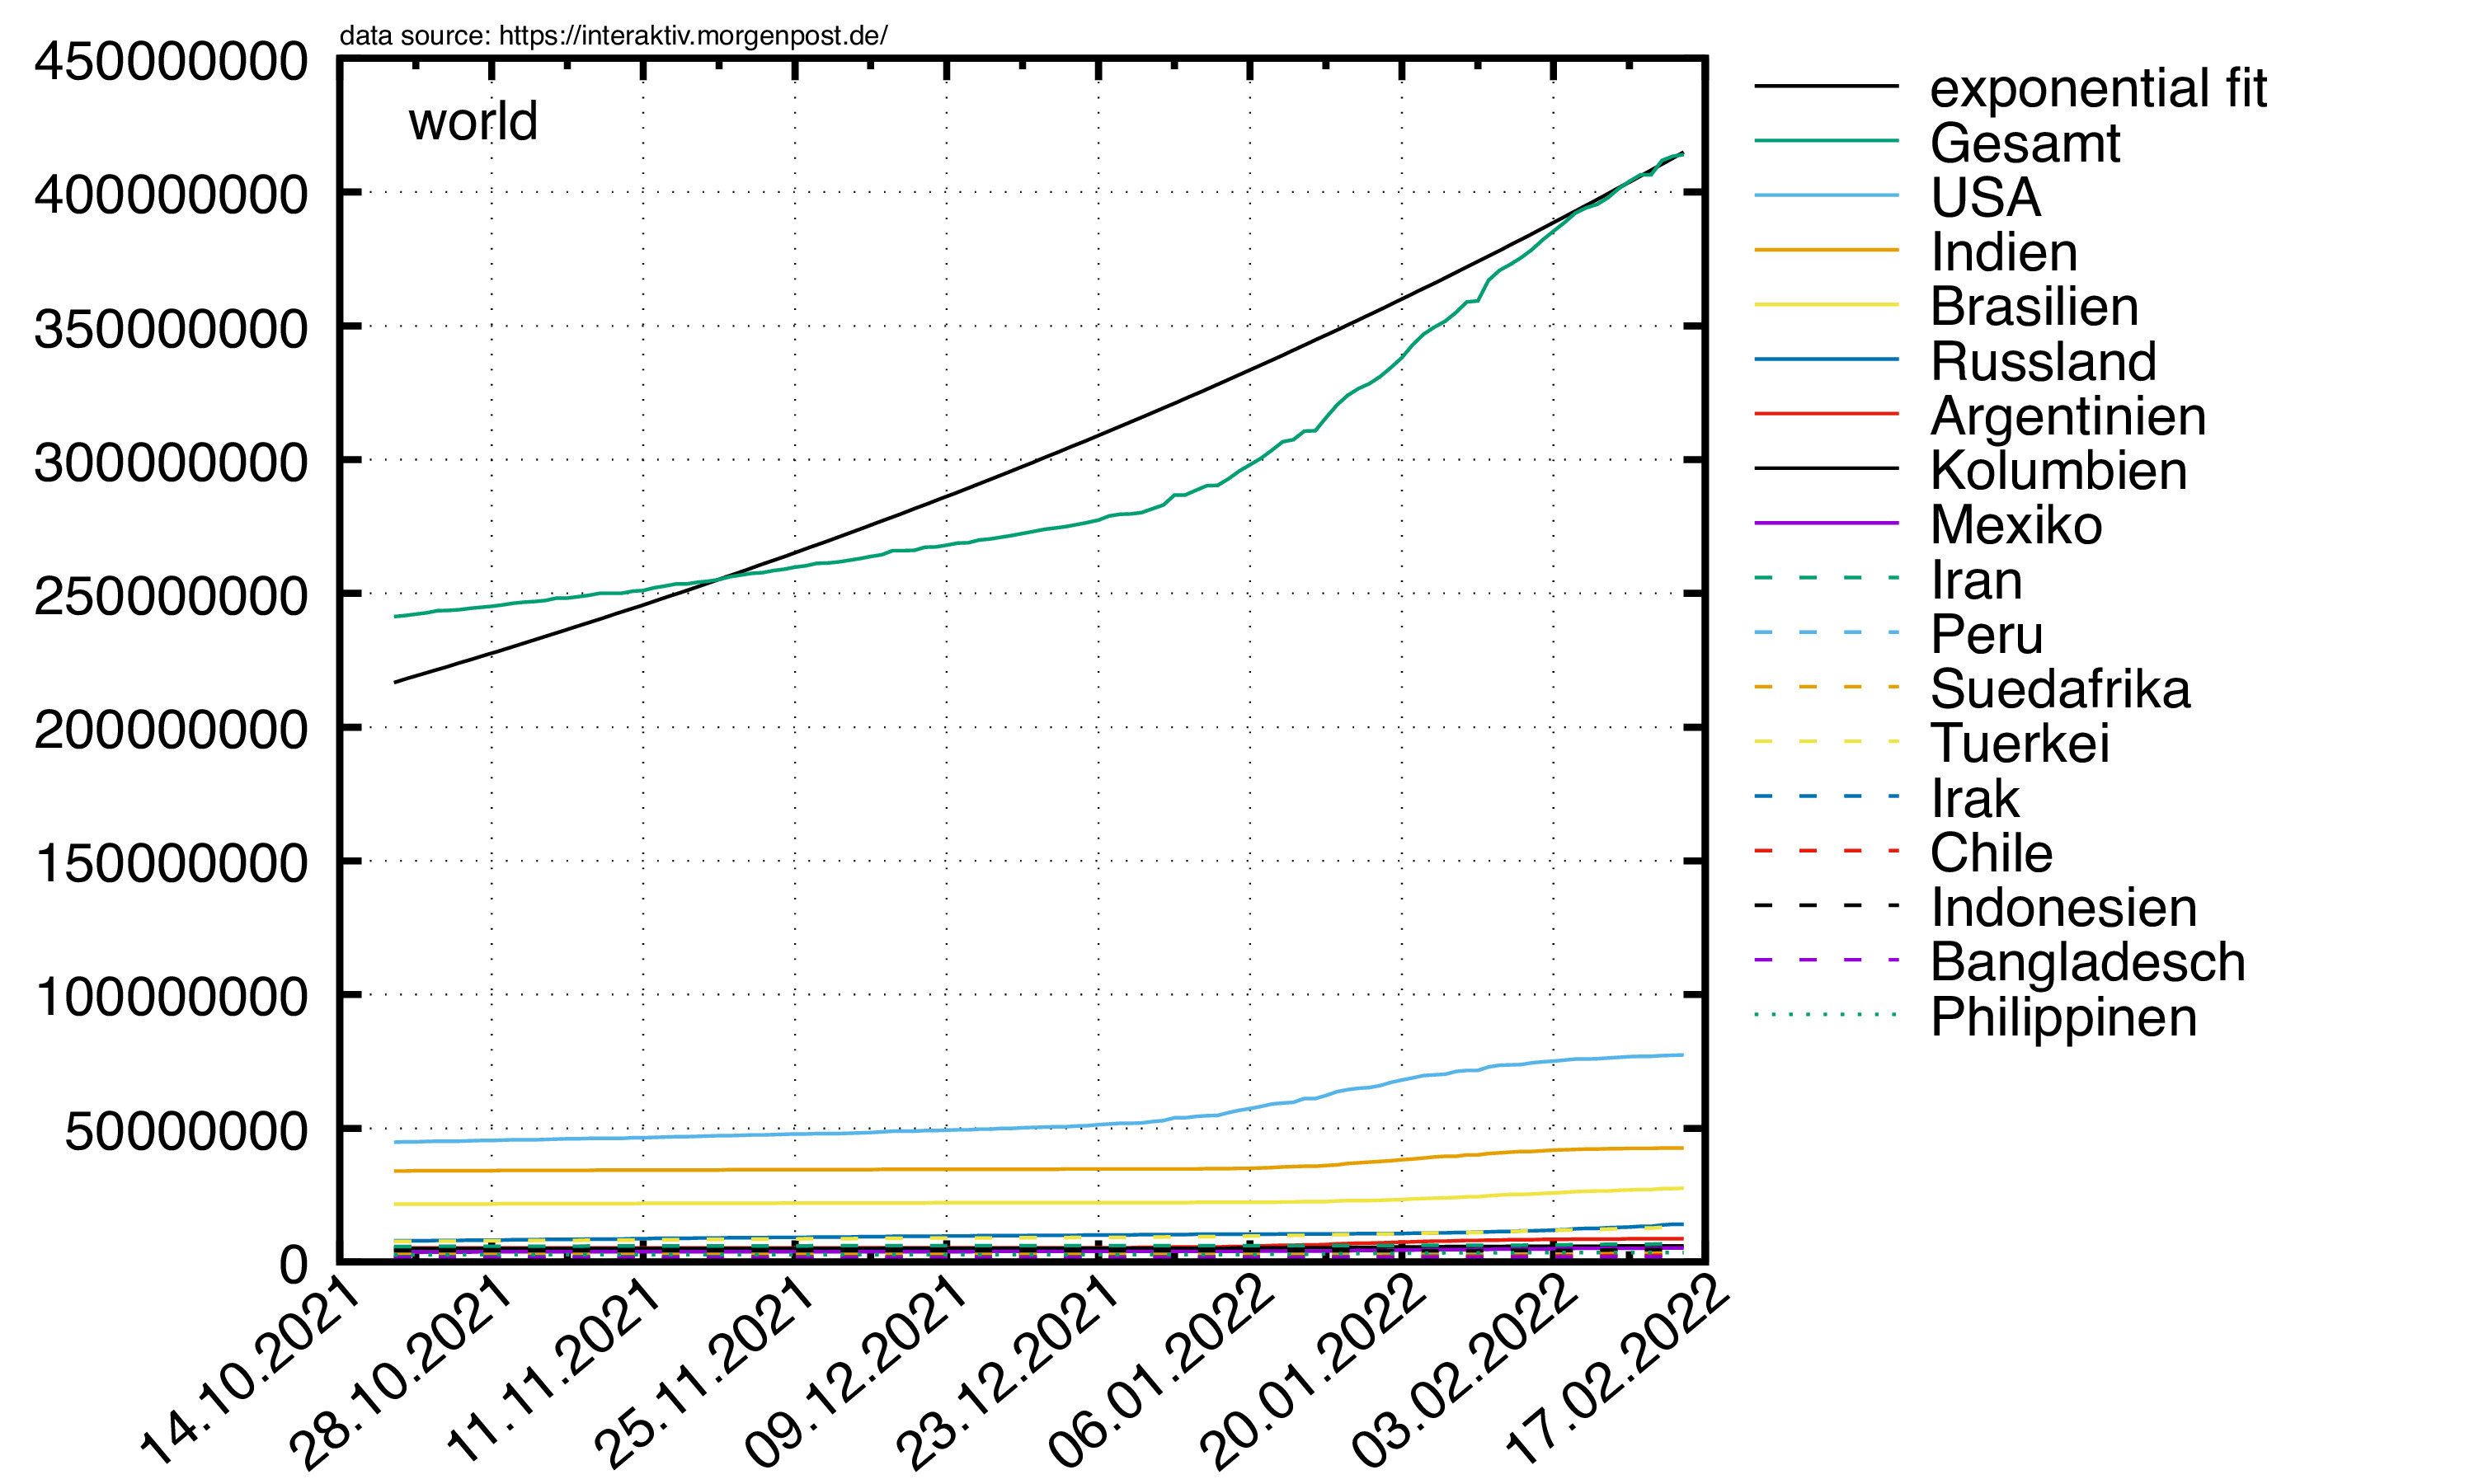 data source: https://interaktiv.morgenpost.de/
450000000
400000000
350000000
300000000
250000000
200000000
150000000
100000000
50000000
0
world
14.10.2021
28.10.2021
11.11.2021
25.11.2021
09.12.2021
23.12.2021
06.01.2022
20.01.2022
03.02.2022
17.02.2022
exponential fit
Gesamt
USA
Indien
Brasilien
Russland
Argentinien
Kolumbien
Mexiko
Iran
Peru
Suedafrika
Tuerkei
Irak
Chile
Indonesien
Bangladesch
Philippinen